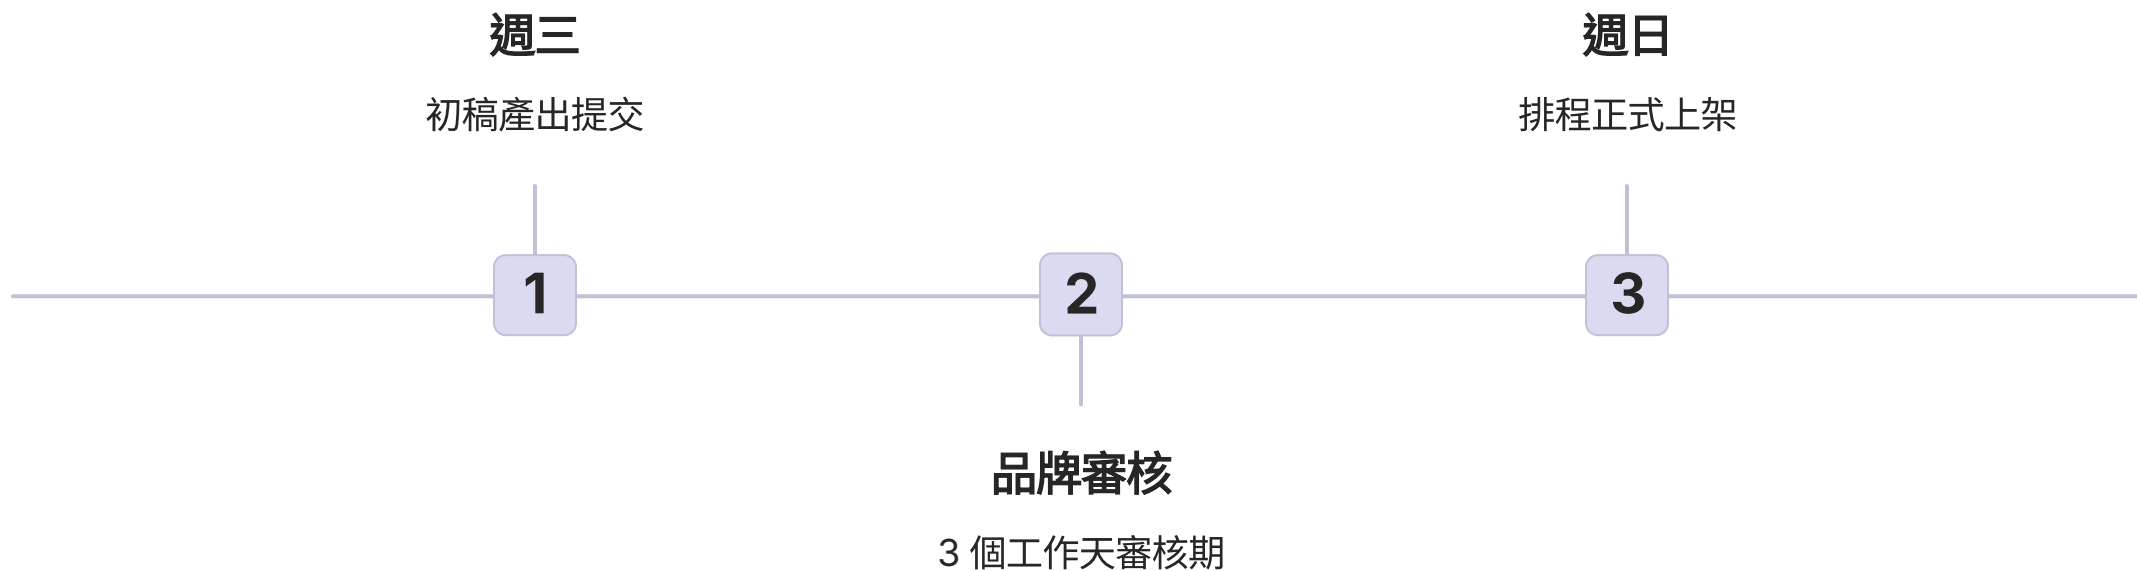 週三
初稿產出提交
1
2
品牌審核
3 個工作天審核期
週日
排程正式上架
3